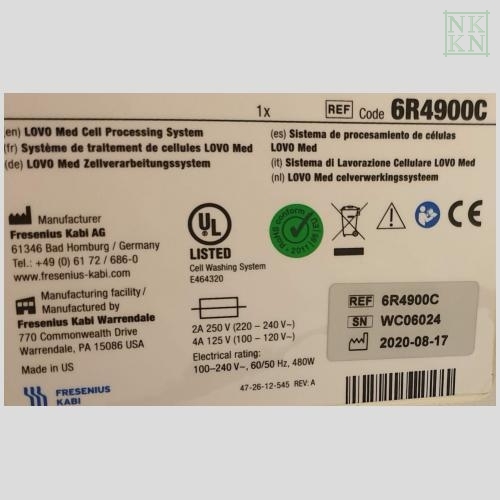 NK
KN
1x REF Code 6R4900C
(en) LOVO Med Cell Processing System
(fr) Système de traitement de cellules LOVO Med
(de) LOVO Med Zellverarbeitungssystem
(es) Sistema de procesamiento de células
LOVO Med
(it) Sistema di Lavorazione Cellulare LOVO Med
(nl) LOVO Med celverwerkingssysteem
Manufacturer
Fresenius Kabi AG
61346 Bad Homburg / Germany
Tel.: +49 (0) 61 72 / 686-0
www.fresenius-kabi.com
Manufacturing facility /
Manufactured by
Fresenius Kabi Warrendale
770 Commonwealth Drive
Warrendale, PA 15086 USA
Made in US
FRESENIUS
KABI
UL
LISTED
Cell Washing System
E464320
2A 250 V (220 – 240 V~)
4A 125 V (100 – 120 V~)
Electrical rating:
100–240 V~, 60/50 Hz, 480W
47-26-12-545 REV: A
RoHS conform
2011/65/EU
CE
REF 6R4900C
SN WC06024
2020-08-17